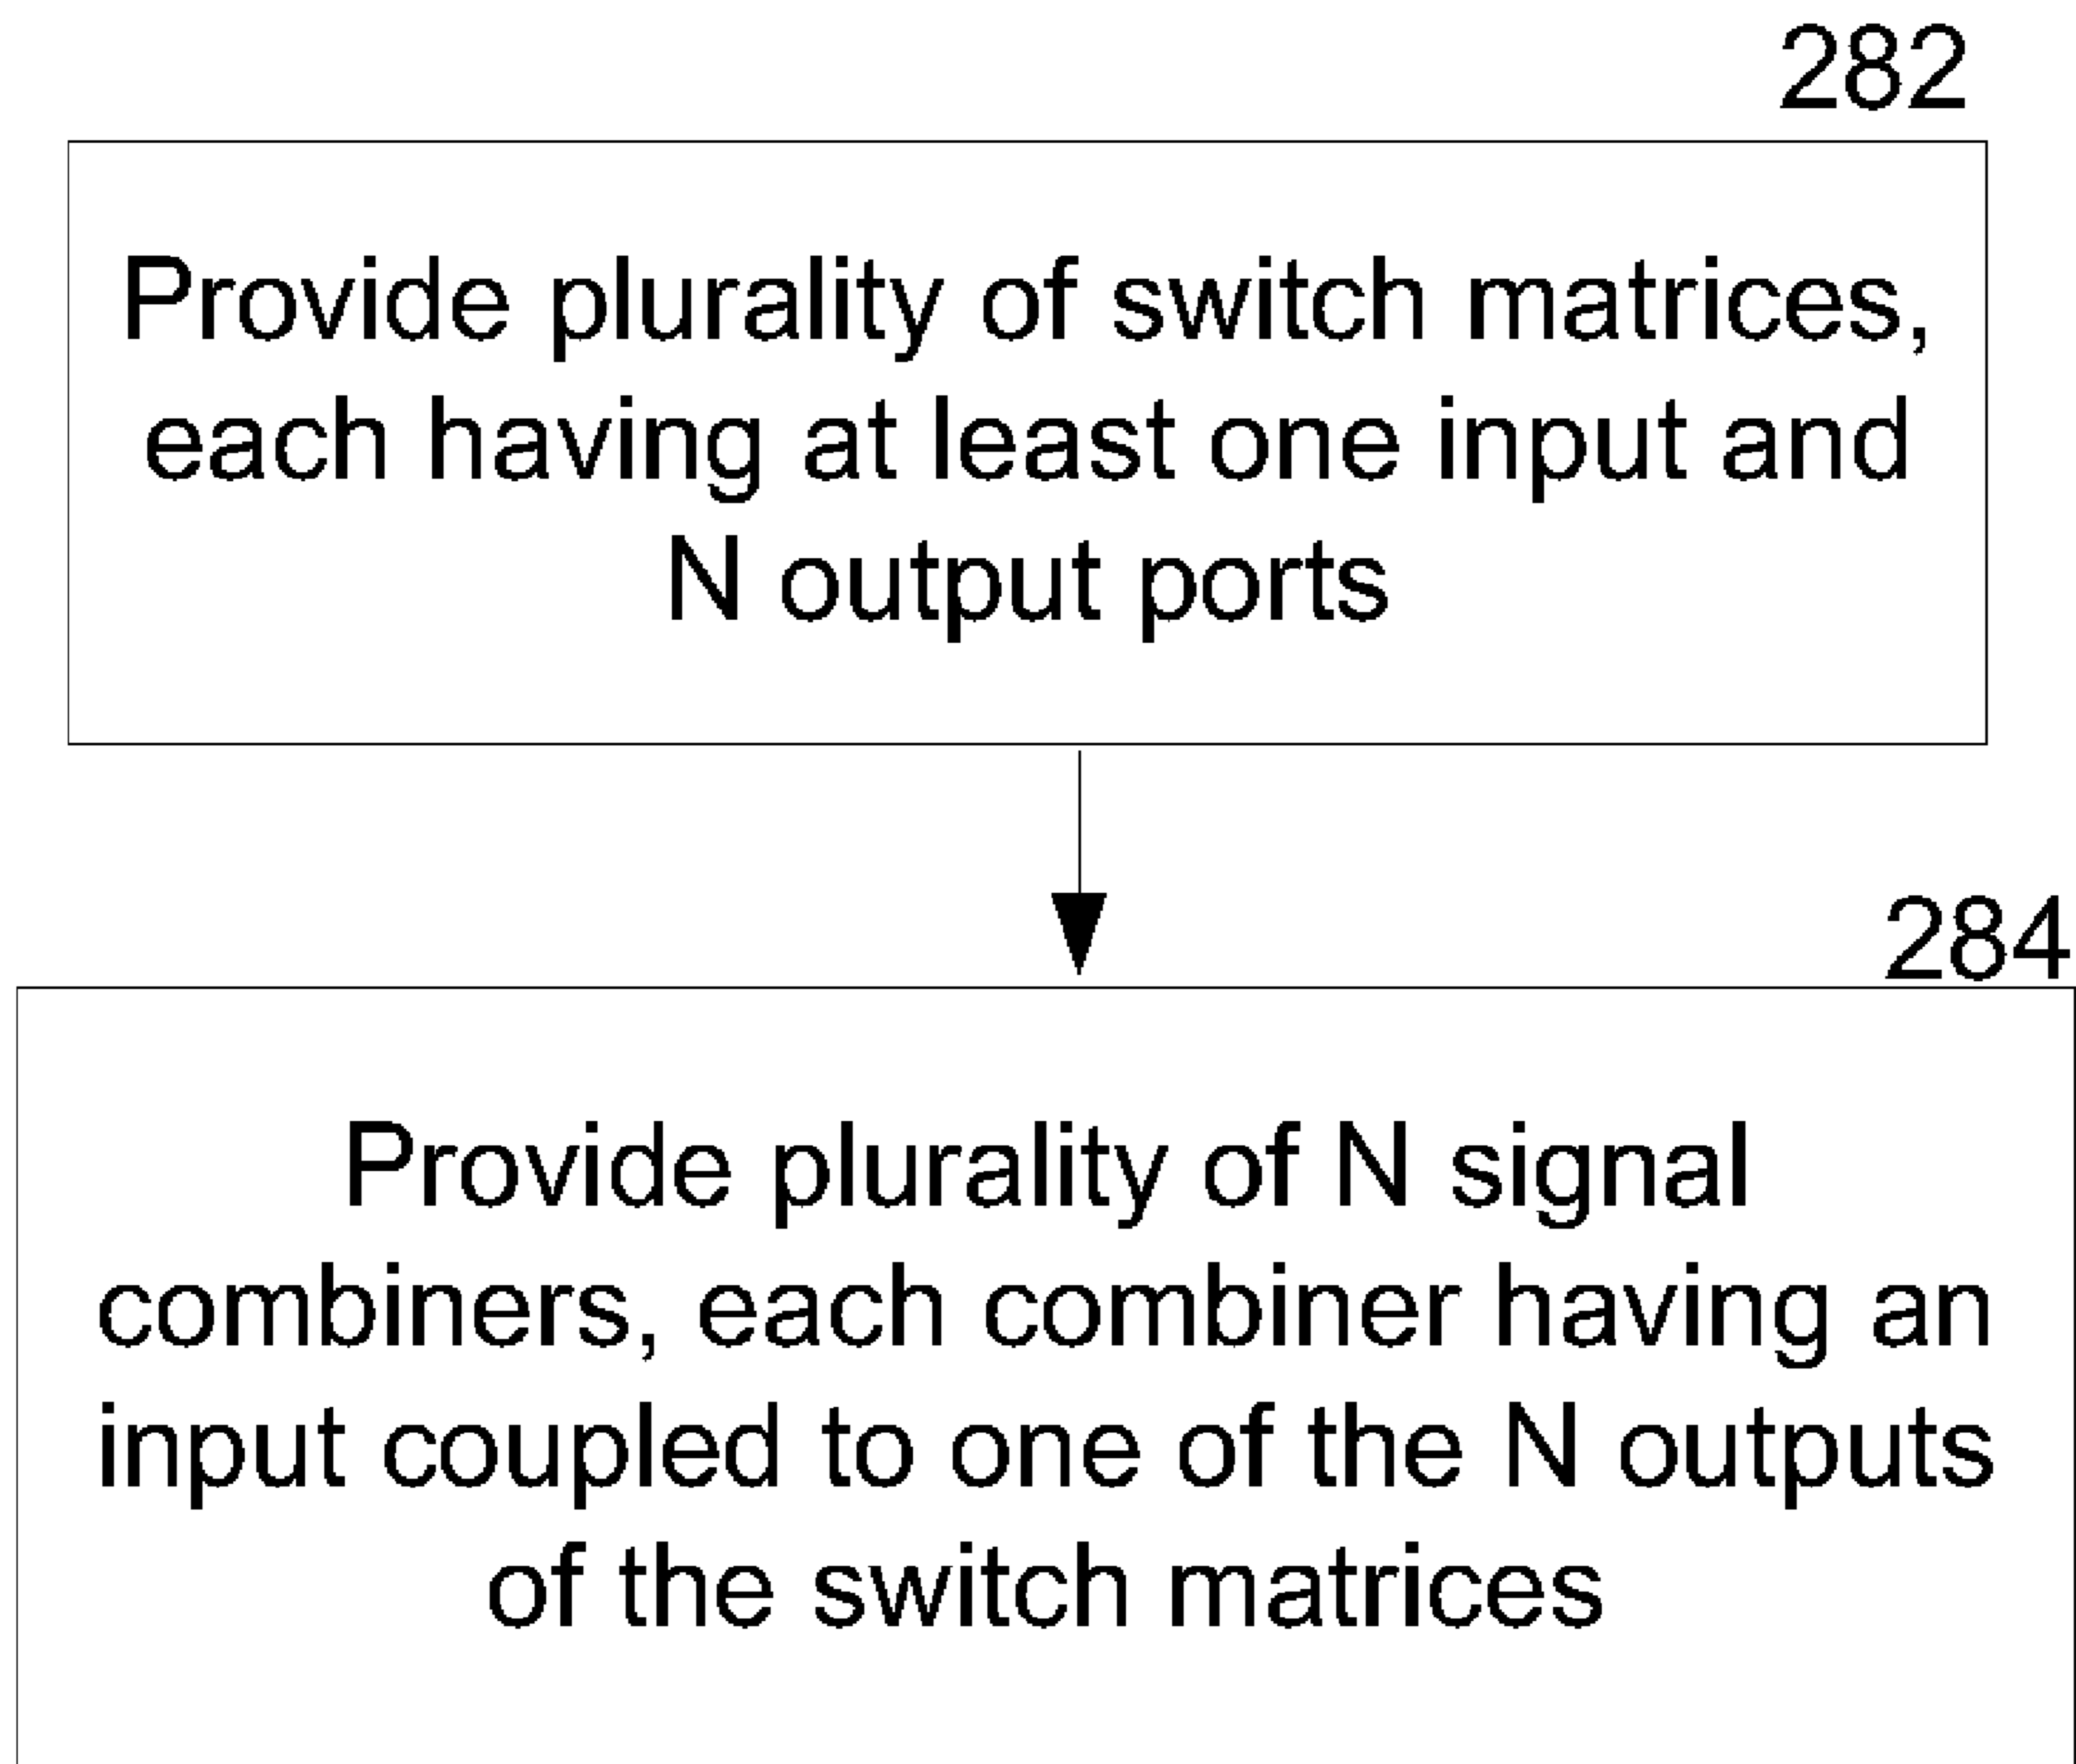 282
Provide plurality of switch matrices,
each having at least one input and
N output ports
284
Provide plurality of N signal
combiners, each combiner having an
input coupled to one of the N outputs
of the switch matrices